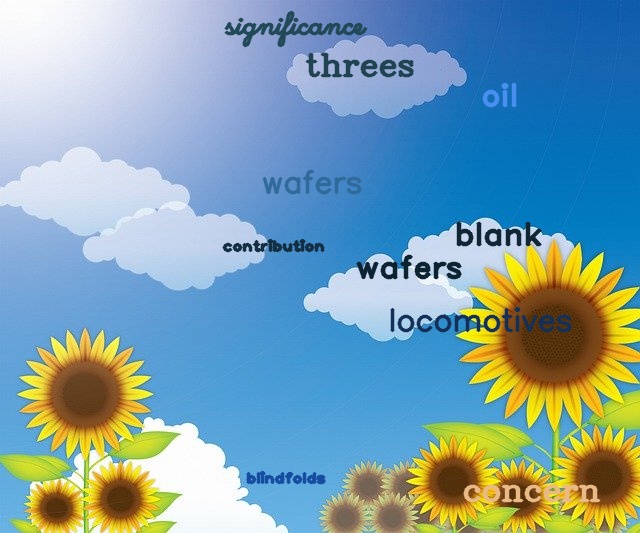 significance
threes
oil
wafers
blank
contribution
wafers
locomotives
blindfolds
concern